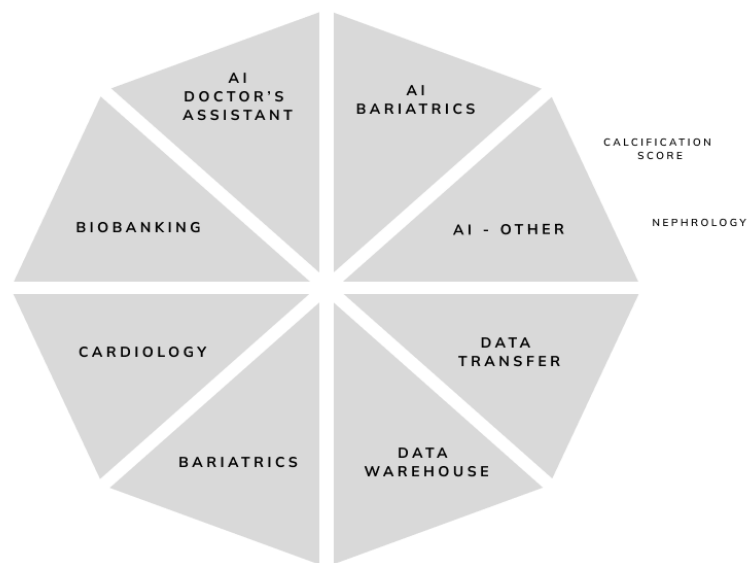 AI
DOCTOR'S
ASSISTANT
AI
BARIATRICS
CALCIFICATION
SCORE
NEPHROLOGY
BIOBANKING
AI - OTHER
CARDIOLOGY
DATA
TRANSFER
BARIATRICS
DATA
WAREHOUSE